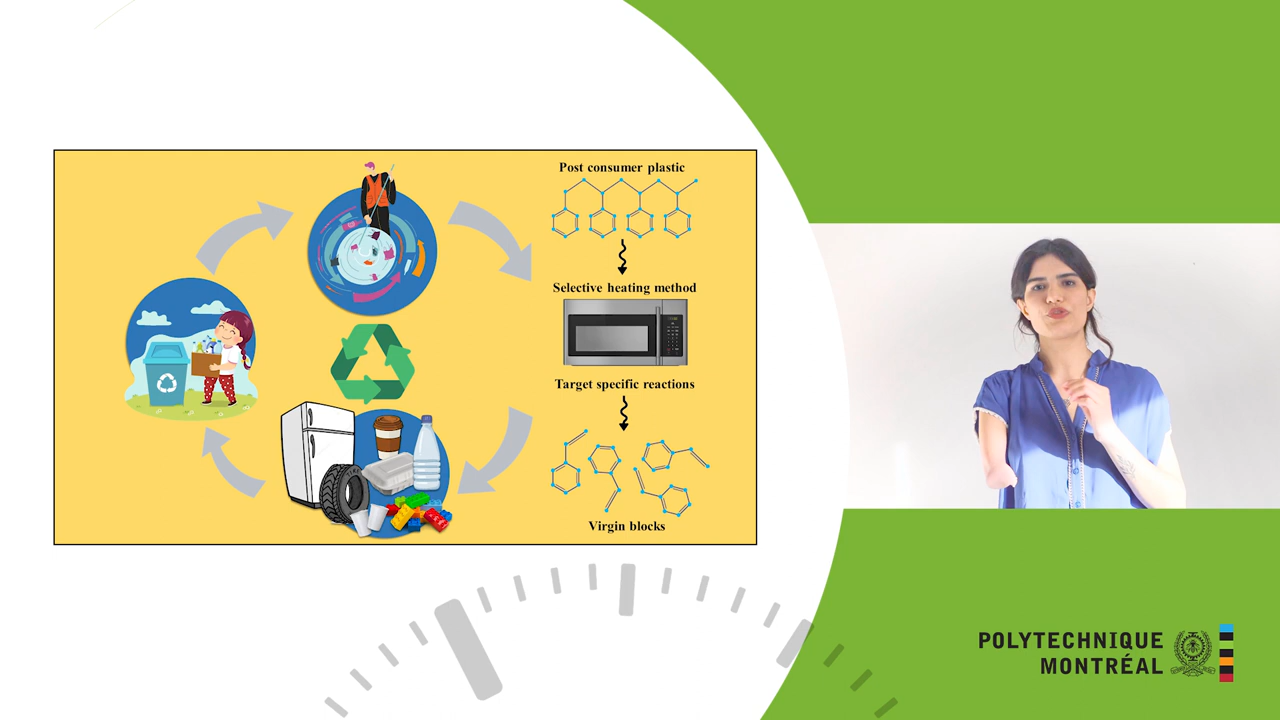 Post consumer plastic
Selective heating method
Target specific reactions
Virgin blocks
POLYTECHNIQUE
MONTRÉAL